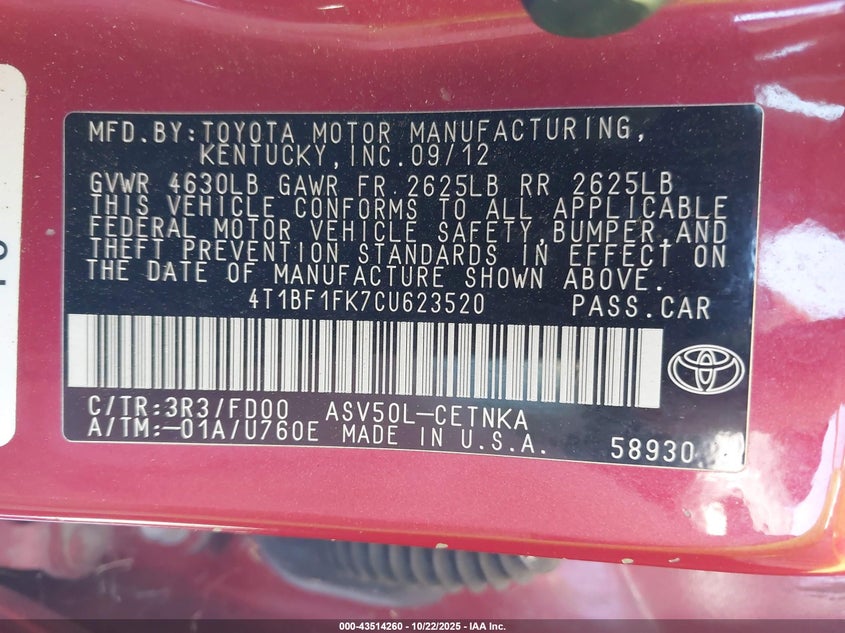 MFD.BY:TOYOTA MOTOR MANUFACTURING,
KENTUCKY,INC.09/12
GVWR 4630LB GAWR FR 2625LB RR 2625LB
THIS VEHICLE CONFORMS TO ALL APPLICABLE
FEDERAL MOTOR VEHICLE SAFETY,BUMPER,AND
THEFT PREVENTION STANDARDS IN EFFECT ON
THE DATE OF MANUFACTURE SHOWN ABOVE.
4T1BF1FK7CU623520 PASS.CAR
C/TR:3R3/FD00 ASV50L-CETNKA
A/TM:-01A/U760E MADE IN U.S.A. 58930
000-43514260 - 10/22/2025 - IAA Inc.